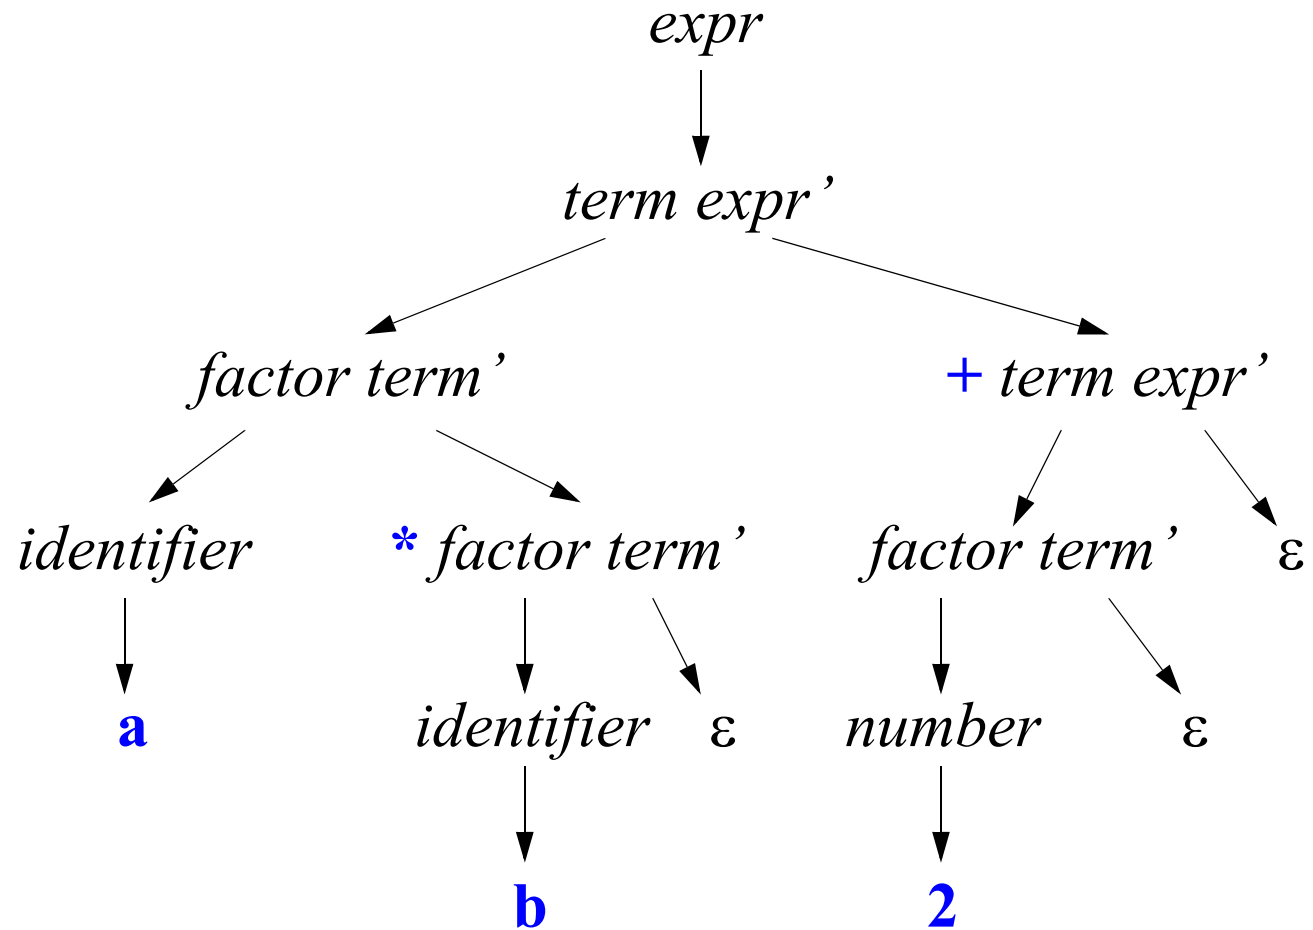 expr
term expr’
factor term’ + term expr’
identifier * factor term’ factor term’ ε
a identifier ε number ε
b 2